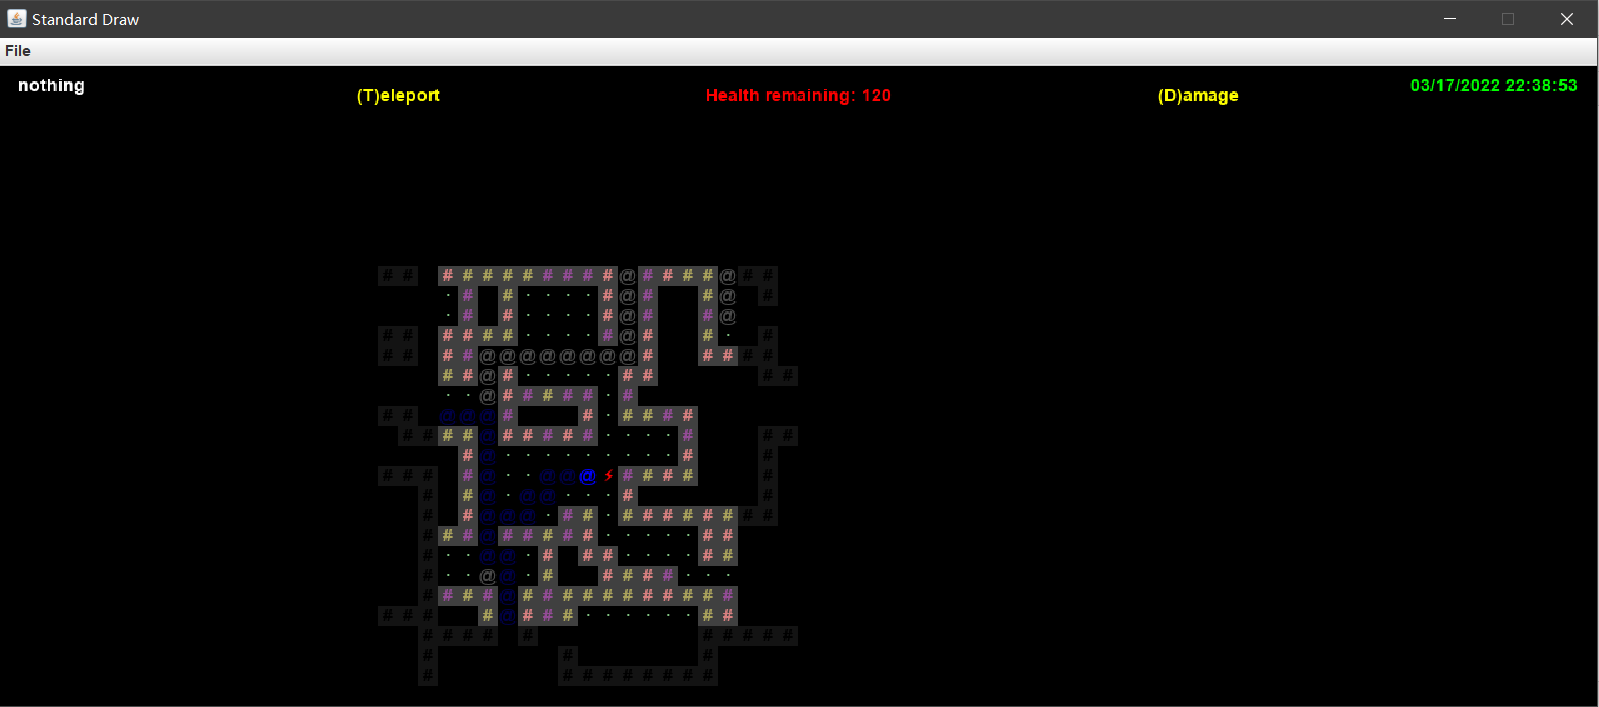 Standard Draw
File
nothing
(T)eleport
Health remaining: 120
(D)amage
03/17/2022 22:38:53